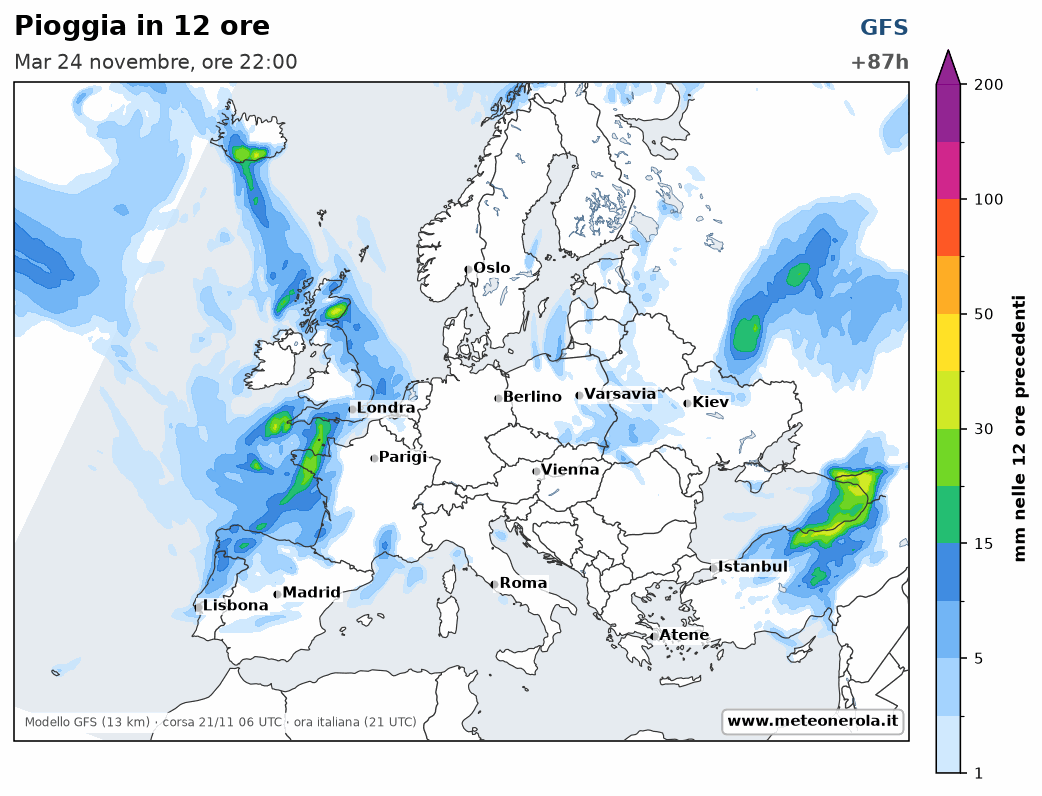 Pioggia in 12 ore
GFS
Mar 24 novembre, ore 22:00
+87h
200
100
50
30
15
5
1
mm nelle 12 ore precedenti
Oslo
Berlino
Varsavia
Kiev
Londra
Parigi
Vienna
Istanbul
Roma
Madrid
Lisbona
Atene
Modello GFS (13 km) · corsa 21/11 06 UTC · ora italiana (21 UTC)
www.meteonerola.it